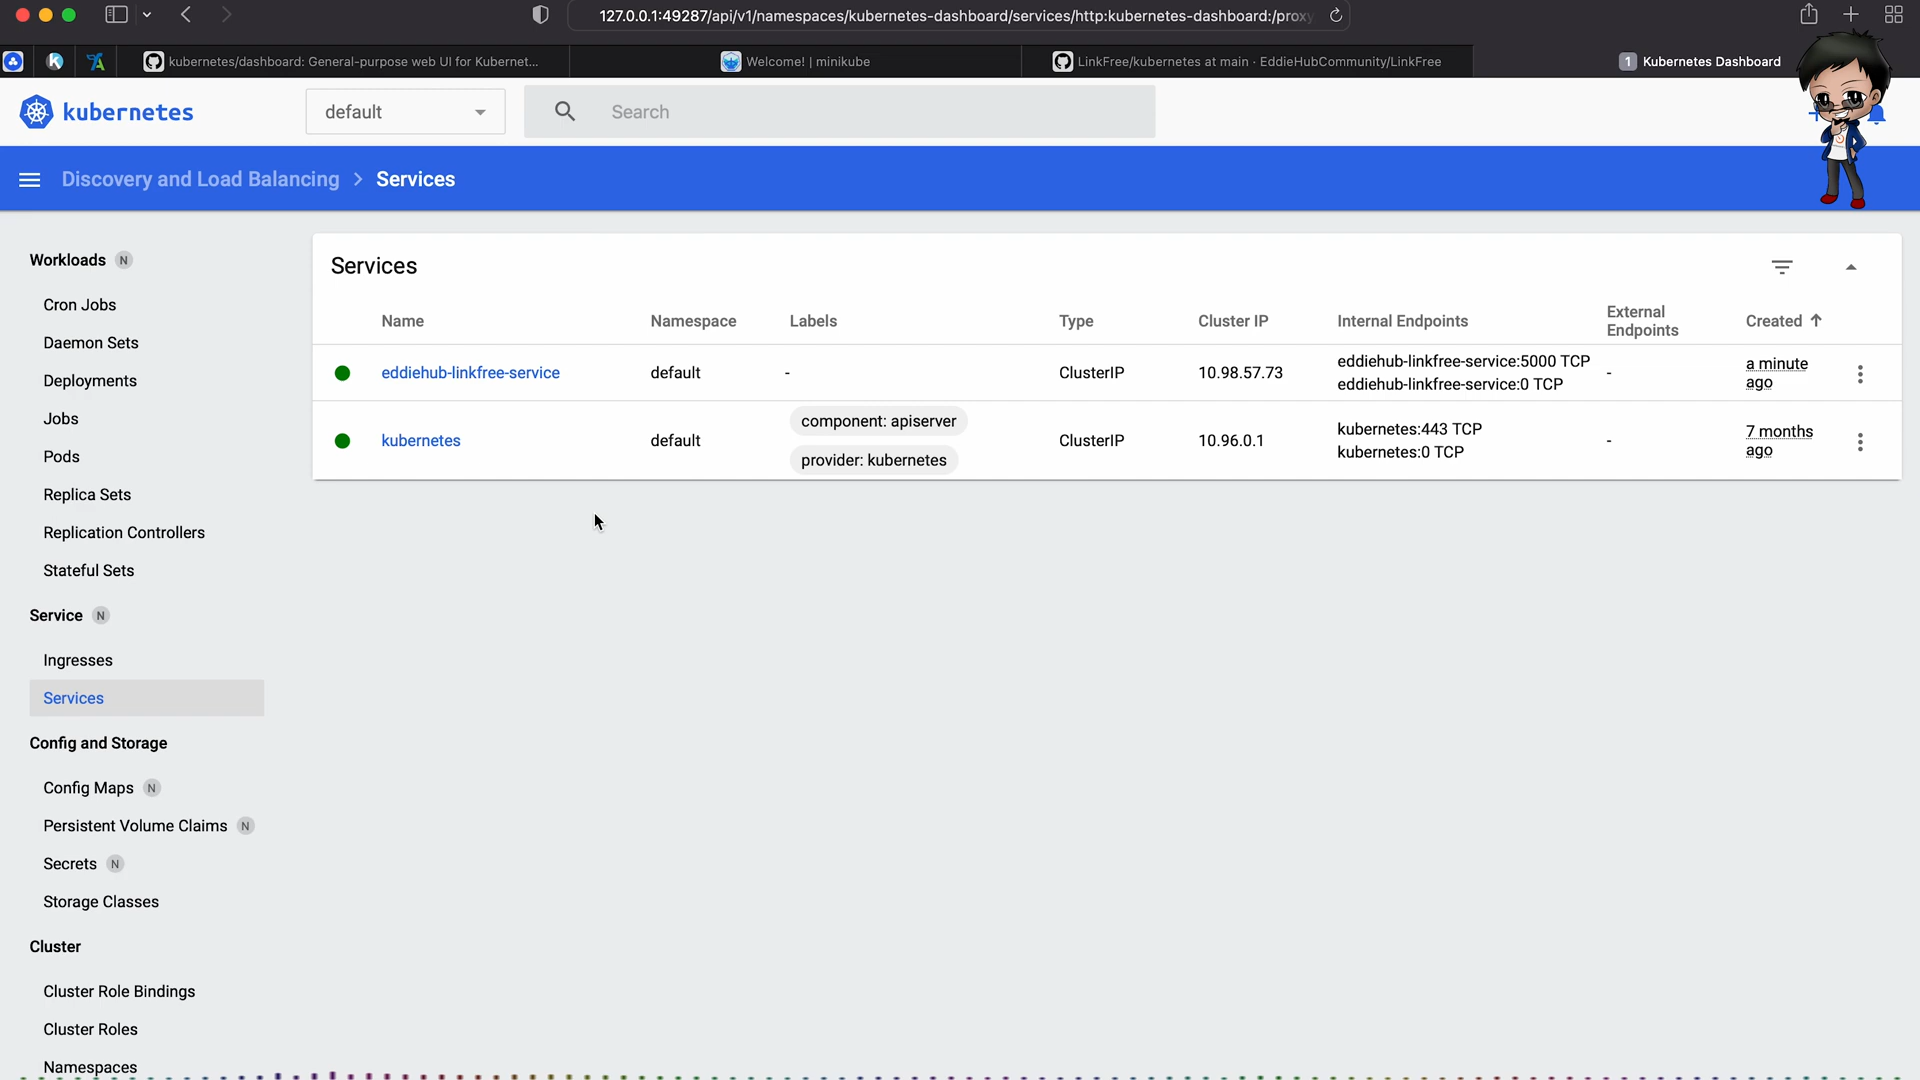 127.0.0.1:49287/api/v1/namespaces/kubernetes-dashboard/services/http:kubernetes-dashboard:/proxy
kubernetes/dashboard: General-purpose web UI for Kubernet...
Welcome! | minikube
LinkFree/kubernetes at main · EddieHubCommunity/LinkFree
1 Kubernetes Dashboard
kubernetes
default
Search
Discovery and Load Balancing > Services
Workloads N
Cron Jobs
Daemon Sets
Deployments
Jobs
Pods
Replica Sets
Replication Controllers
Stateful Sets
Service N
Ingresses
Services
Config and Storage
Config Maps N
Persistent Volume Claims N
Secrets N
Storage Classes
Cluster
Cluster Role Bindings
Cluster Roles
Namespaces
Services
Name Namespace Labels Type Cluster IP Internal Endpoints External Endpoints Created
eddiehub-linkfree-service default - ClusterIP 10.98.57.73 eddiehub-linkfree-service:5000 TCP - a minute ago
eddiehub-linkfree-service:0 TCP
kubernetes default component: apiserver ClusterIP 10.96.0.1 kubernetes:443 TCP - 7 months ago
provider: kubernetes kubernetes:0 TCP